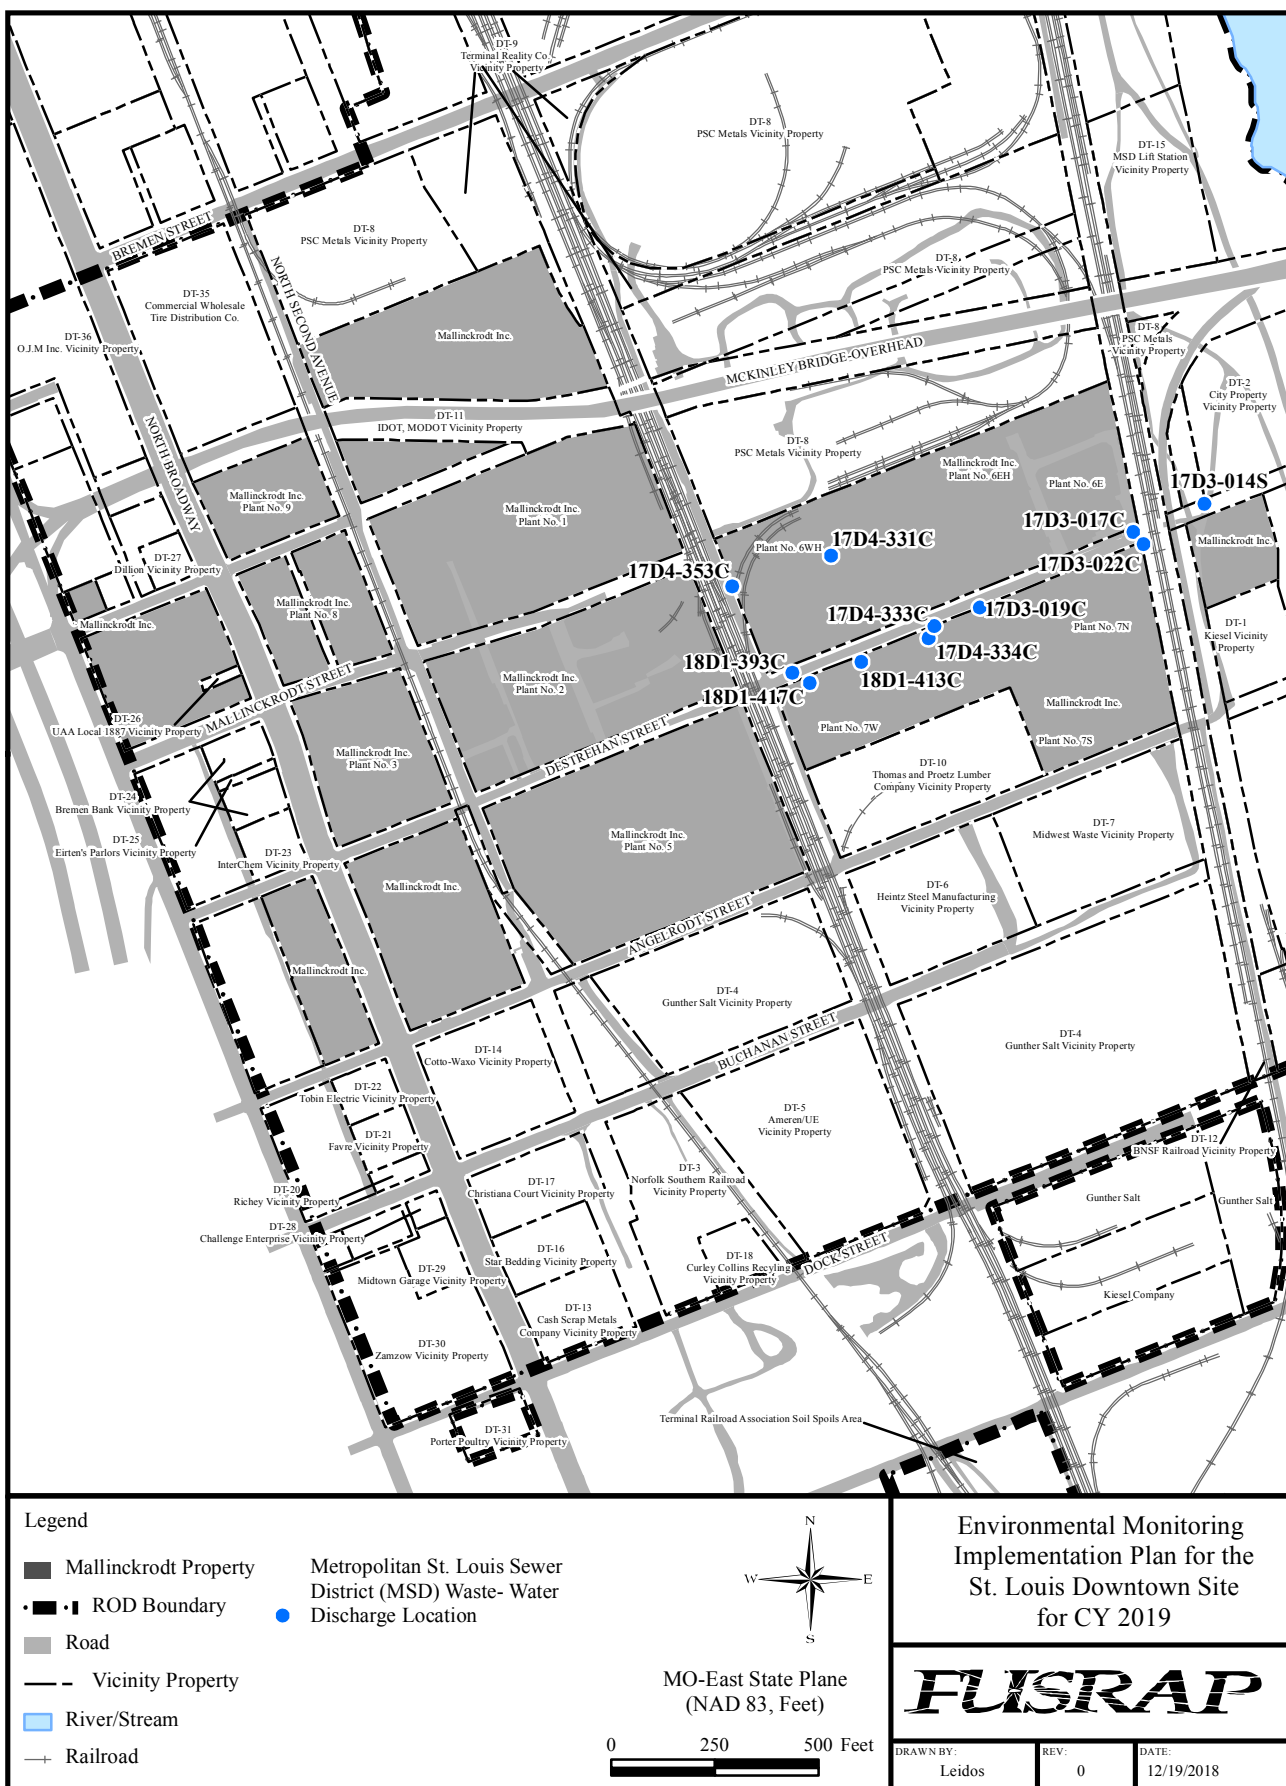 DT-9
Terminal Reality Co.
Vicinity Property
DT-8
PSC Metals Vicinity Property
DT-15
MSD Lift Station
Vicinity Property
BREMEN STREET
DT-8
PSC Metals Vicinity Property
NORTH SECOND AVENUE
DT-8
PSC Metals Vicinity Property
DT-35
Commercial Wholesale
Tire Distribution Co.
DT-36
O.J.M Inc. Vicinity Property
Mallinckrodt Inc.
DT-8
PSC Metals
Vicinity Property
MCKINLEY BRIDGE-OVERHEAD
DT-2
City Property
Vicinity Property
DT-11
IDOT, MODOT Vicinity Property
NORTH BROADWAY
DT-8
PSC Metals Vicinity Property
Mallinckrodt Inc.
Plant No. 6EH
Plant No. 6E
17D3-014S
Mallinckrodt Inc.
Plant No. 9
Mallinckrodt Inc.
Plant No. 1
17D3-017C
17D4-331C
Plant No. 6WH
Mallinckrodt Inc.
17D3-022C
DT-27
Dillion Vicinity Property
17D4-353C
Mallinckrodt Inc.
Plant No. 8
17D4-333C
17D3-019C
Plant No. 7N
Mallinckrodt Inc.
DT-1
Kiesel Vicinity
Property
17D4-334C
18D1-393C
18D1-413C
Mallinckrodt Inc.
Plant No. 2
18D1-417C
MALLINCKRODT STREET
Mallinckrodt Inc.
DT-26
UAA Local 1887 Vicinity Property
Plant No. 7W
Plant No. 7S
DESTREHAN STREET
Mallinckrodt Inc.
Plant No. 3
DT-10
Thomas and Proetz Lumber
Company Vicinity Property
DT-24
Bremen Bank Vicinity Property
DT-7
Midwest Waste Vicinity Property
Mallinckrodt Inc.
Plant No. 5
DT-25
Eirten's Parlors Vicinity Property
DT-23
InterChem Vicinity Property
Mallinckrodt Inc.
DT-6
Heintz Steel Manufacturing
Vicinity Property
ANGELRODT STREET
Mallinckrodt Inc.
DT-4
Gunther Salt Vicinity Property
BUCHANAN STREET
DT-4
Gunther Salt Vicinity Property
DT-14
Cotto-Waxo Vicinity Property
DT-22
Tobin Electric Vicinity Property
DT-5
Ameren/UE
Vicinity Property
DT-21
Favre Vicinity Property
DT-12
BNSF Railroad Vicinity Property
DT-3
Norfolk Southern Railroad
Vicinity Property
DT-17
Christiana Court Vicinity Property
DT-20
Richey Vicinity Property
Gunther Salt
Gunther Salt
DT-28
Challenge Enterprise Vicinity Property
DOCK STREET
DT-16
Star Bedding Vicinity Property
DT-18
Curley Collins Recyling
Vicinity Property
DT-29
Midtown Garage Vicinity Property
Kiesel Company
DT-13
Cash Scrap Metals
Company Vicinity Property
DT-30
Zamzow Vicinity Property
Terminal Railroad Association Soil Spoils Area
DT-31
Porter Poultry Vicinity Property
Legend
Mallinckrodt Property
ROD Boundary
Road
Vicinity Property
River/Stream
Railroad
Metropolitan St. Louis Sewer
District (MSD) Waste- Water
Discharge Location
N
W
E
S
MO-East State Plane
(NAD 83, Feet)
0 250 500 Feet
Environmental Monitoring
Implementation Plan for the
St. Louis Downtown Site
for CY 2019
FUSRAP
DRAWN BY:
Leidos
REV:
0
DATE:
12/19/2018